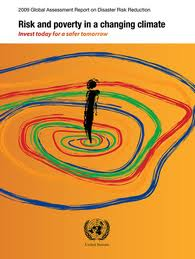 2009 Global Assessment Report on Disaster Risk Reduction
Risk and poverty in a changing climate
Invest today for a safer tomorrow
United Nations